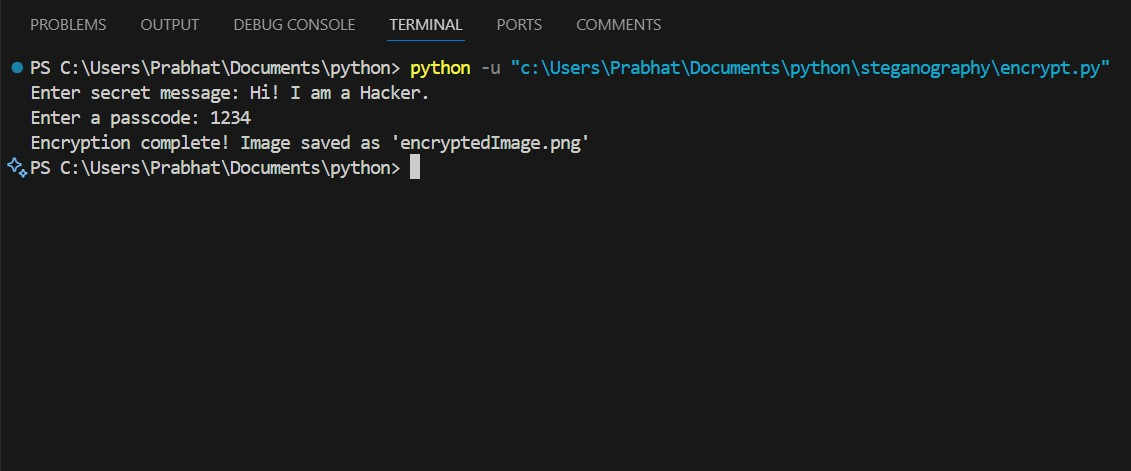 PROBLEMS OUTPUT DEBUG CONSOLE TERMINAL PORTS COMMENTS
PS C:\Users\Prabhat\Documents\python> python -u "c:\Users\Prabhat\Documents\python\steganography\encrypt.py"
Enter secret message: Hi! I am a Hacker.
Enter a passcode: 1234
Encryption complete! Image saved as 'encryptedImage.png'
PS C:\Users\Prabhat\Documents\python>